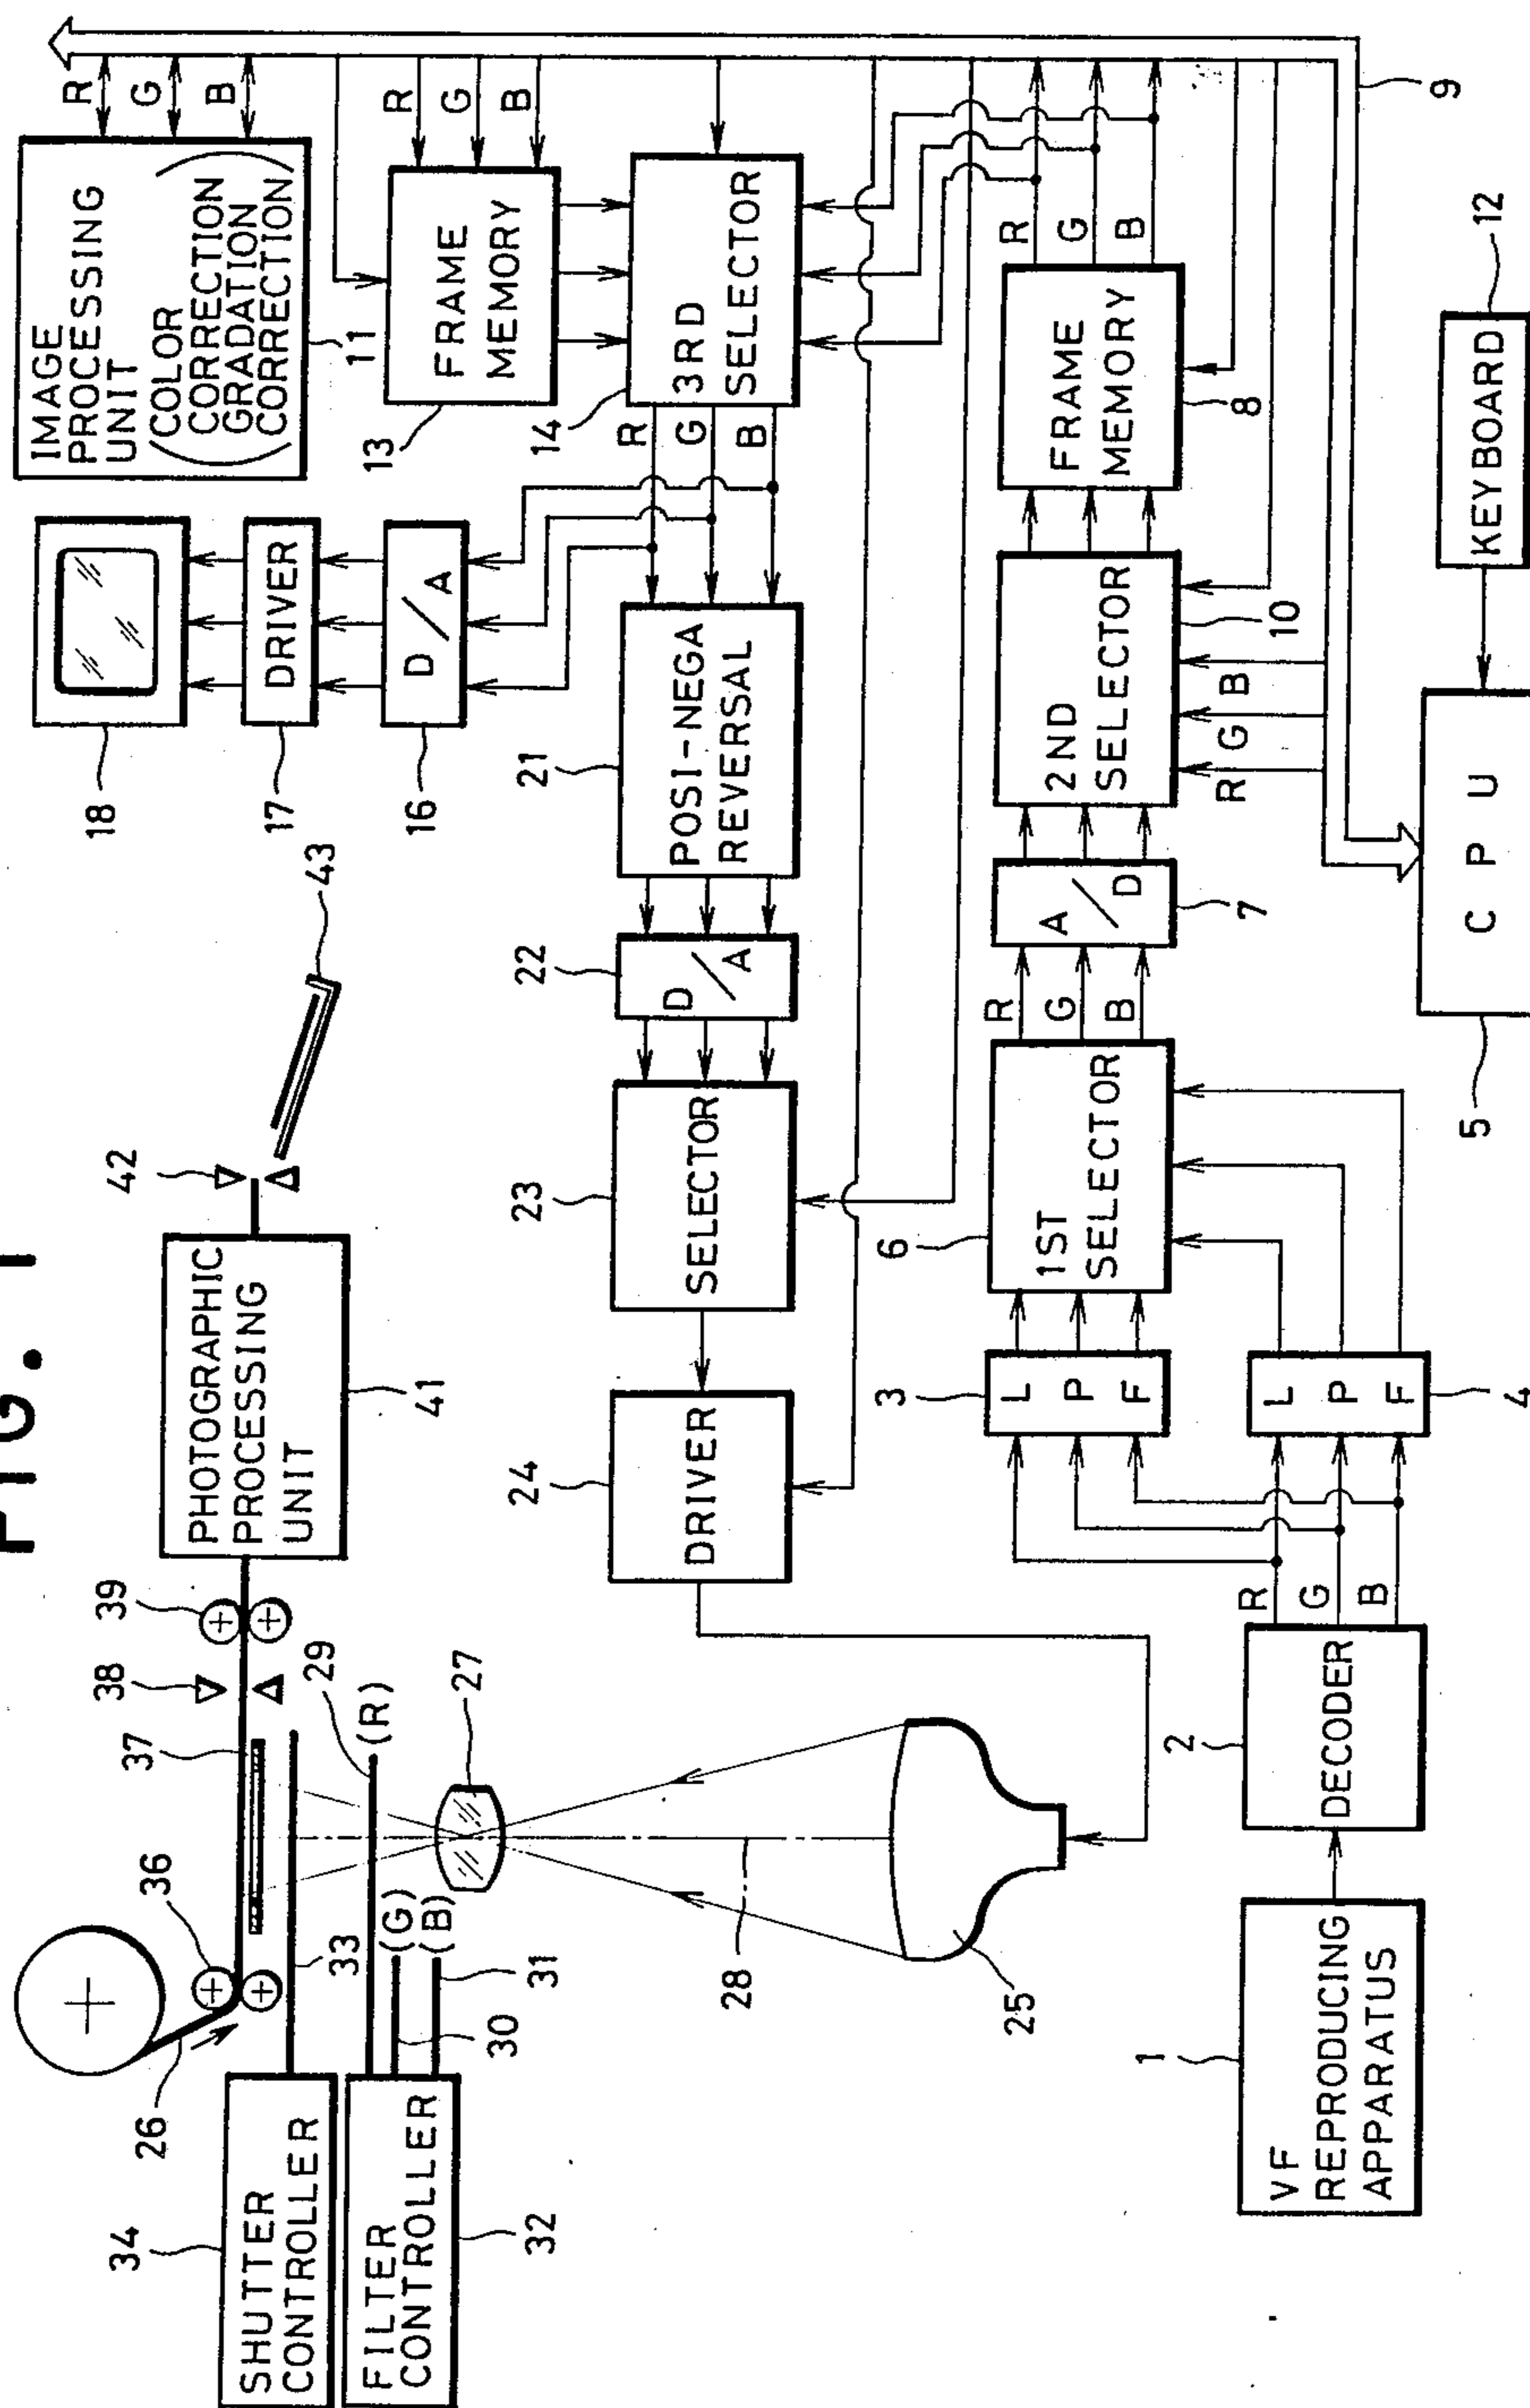 FIG. 1
34
SHUTTER
CONTROLLER
FILTER
CONTROLLER
32
26
36
33
37
38
39
29
(R)
(G)
(B)
30
31
27
28
25
PHOTOGRAPHIC
PROCESSING
UNIT
41
42
43
18
DRIVER
17
D/A
16
IMAGE
PROCESSING
UNIT
(COLOR
CORRECTION
GRADATION
CORRECTION)
11
R
G
B
R
G
B
FRAME
MEMORY
13
14
3RD
SELECTOR
R
G
B
21
POSI-NEGA
REVERSAL
22
D/A
23
SELECTOR
24
DRIVER
1
VF
REPRODUCING
APPARATUS
2
DECODER
R
G
B
3
L P F
L P F
4
6
1ST
SELECTOR
R
G
B
A/D
7
2ND
SELECTOR
10
R G B
FRAME
MEMORY
8
R
G
B
9
5
C P U
KEYBOARD
12